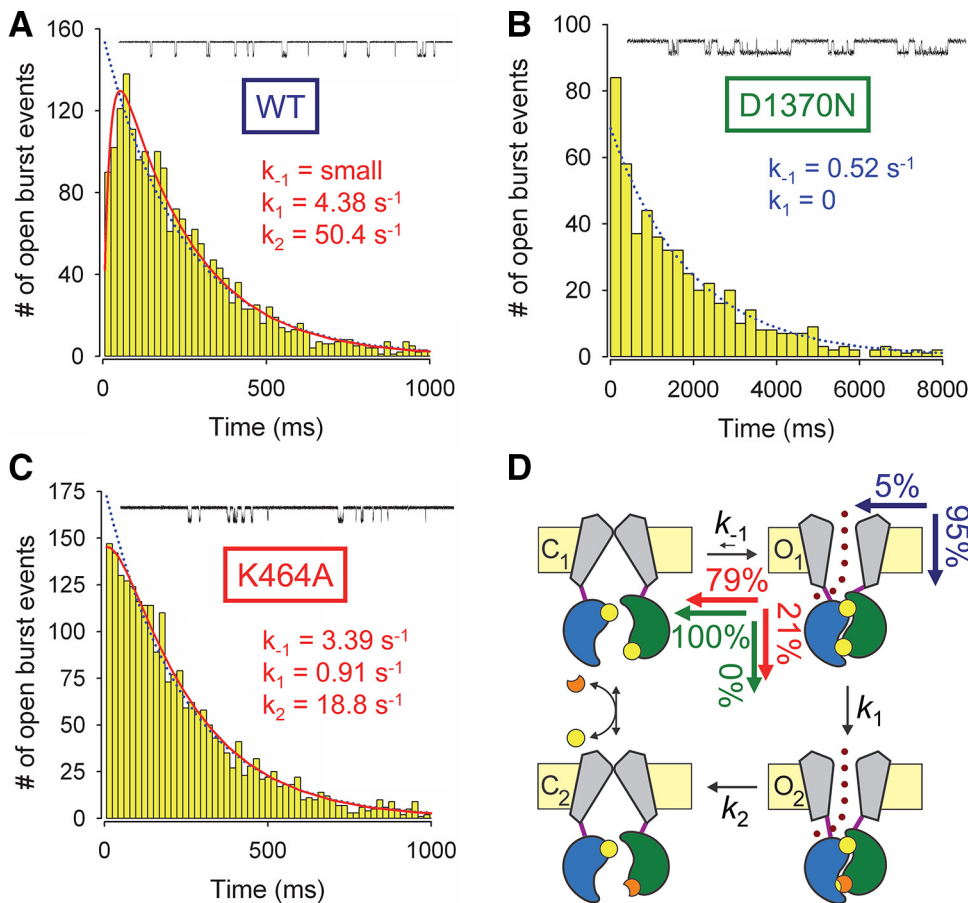 A
WT
k-1 = small
k1 = 4.38 s-1
k2 = 50.4 s-1
# of open burst events
160
120
80
40
0
0 500 1000
Time (ms)
B
D1370N
k-1 = 0.52 s-1
k1 = 0
# of open burst events
100
80
60
40
20
0
0 2000 4000 6000 8000
Time (ms)
C
K464A
k-1 = 3.39 s-1
k1 = 0.91 s-1
k2 = 18.8 s-1
# of open burst events
175
150
125
100
75
50
25
0
0 500 1000
Time (ms)
D
5%
95%
C1
k-1
O1
79%
21%
100%
0%
k1
C2
k2
O2